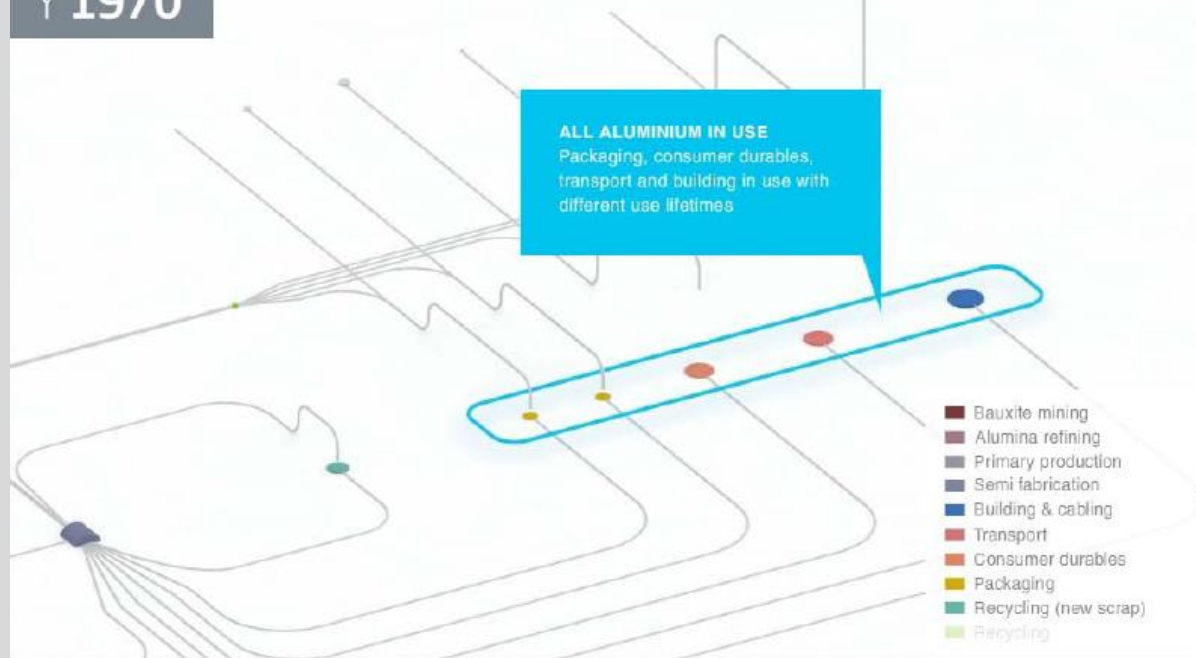 1970
ALL ALUMINIUM IN USE
Packaging, consumer durables,
transport and building in use with
different use lifetimes
Bauxite mining
Alumina refining
Primary production
Semi fabrication
Building & cabling
Transport
Consumer durables
Packaging
Recycling (new scrap)
Recycling